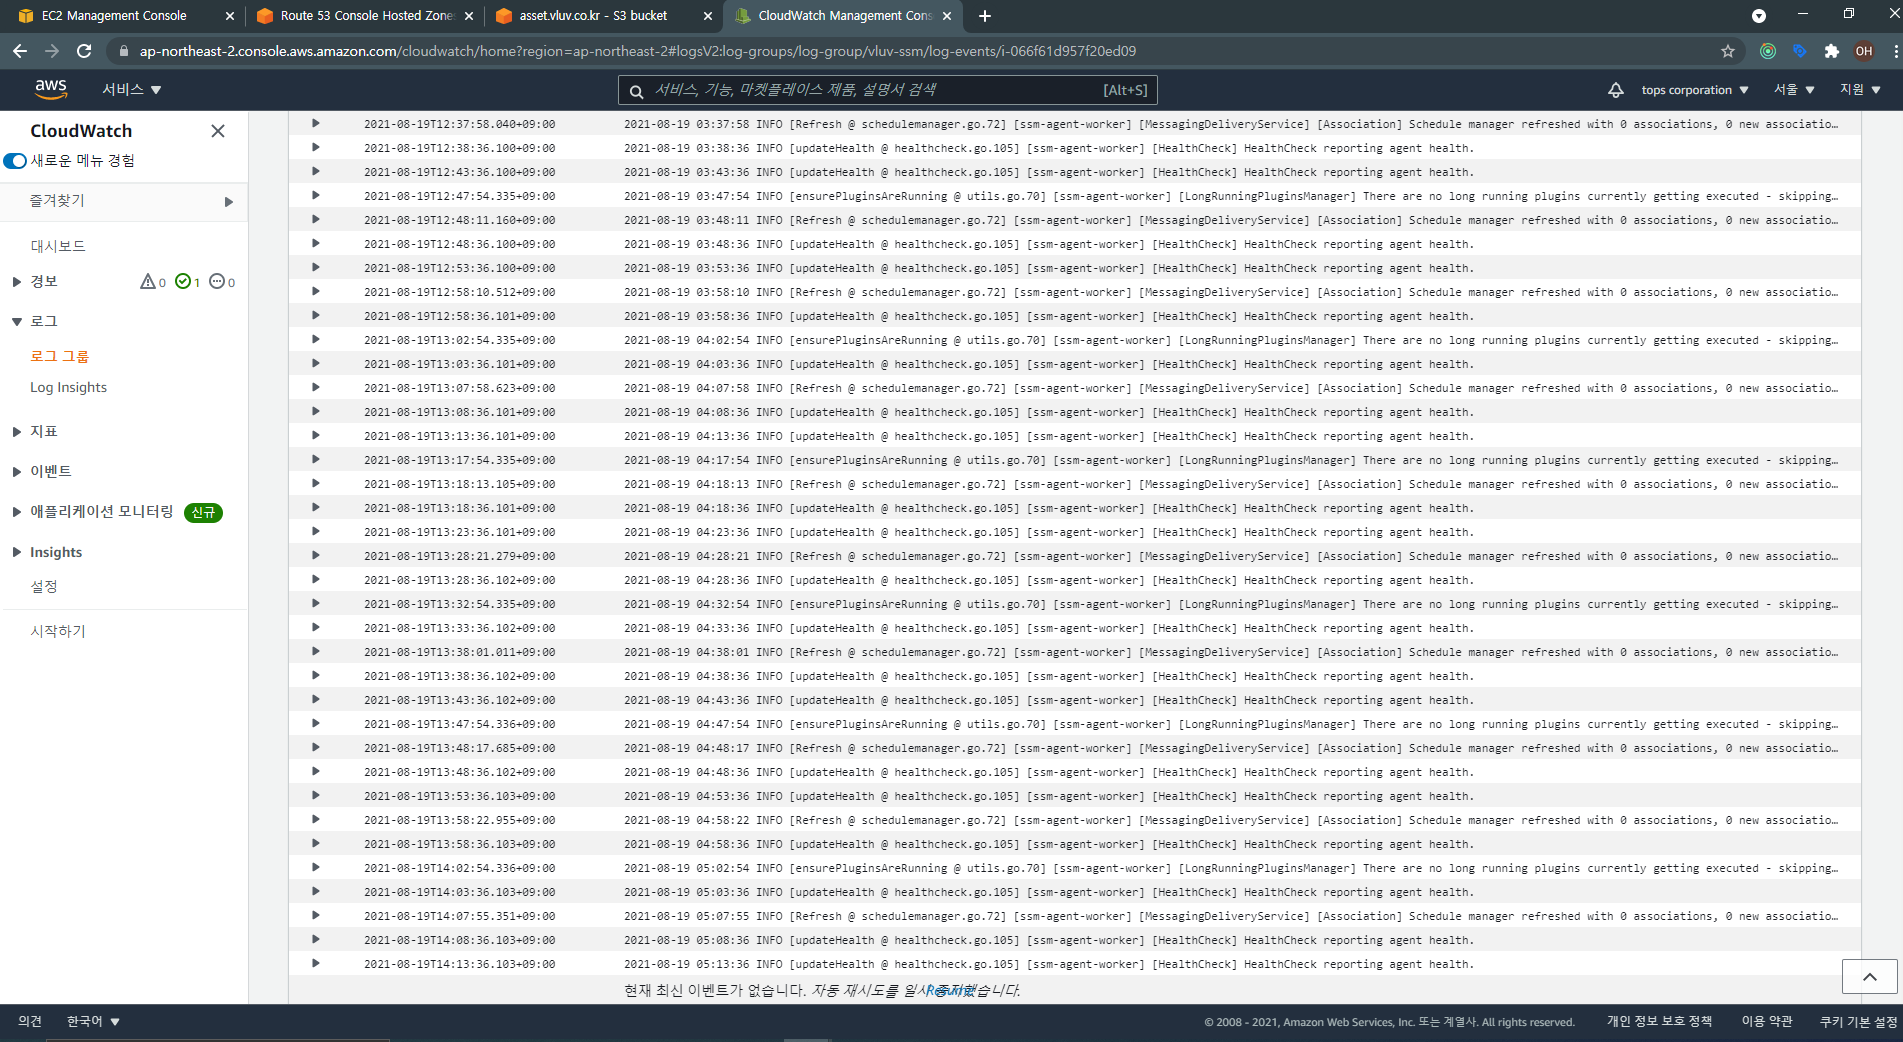 EC2 Management Console
Route 53 Console Hosted Zone
asset.vluv.co.kr - S3 bucket
CloudWatch Management Cons
ap-northeast-2.console.aws.amazon.com/cloudwatch/home?region=ap-northeast-2#logsV2:log-groups/log-group/vluv-ssm/log-events/i-066f61d957f20ed09
OH
aws 서비스 ▼
서비스, 기능, 마켓플레이스 제품, 설명서 검색 [Alt+S]
tops corporation ▼ 서울 ▼ 지원 ▼
CloudWatch
새로운 메뉴 경험
즐겨찾기
대시보드
경보 0 1 0
로그
로그 그룹
Log Insights
지표
이벤트
애플리케이션 모니터링 신규
Insights
설정
시작하기
2021-08-19T12:37:58.040+09:00 2021-08-19 03:37:58 INFO [Refresh @ schedulemanager.go.72] [ssm-agent-worker] [MessagingDeliveryService] [Association] Schedule manager refreshed with 0 associations, 0 new associatio…
2021-08-19T12:38:36.100+09:00 2021-08-19 03:38:36 INFO [updateHealth @ healthcheck.go.105] [ssm-agent-worker] [HealthCheck] HealthCheck reporting agent health.
2021-08-19T12:43:36.100+09:00 2021-08-19 03:43:36 INFO [updateHealth @ healthcheck.go.105] [ssm-agent-worker] [HealthCheck] HealthCheck reporting agent health.
2021-08-19T12:47:54.335+09:00 2021-08-19 03:47:54 INFO [ensurePluginsAreRunning @ utils.go.70] [ssm-agent-worker] [LongRunningPluginsManager] There are no long running plugins currently getting executed - skipping…
2021-08-19T12:48:11.160+09:00 2021-08-19 03:48:11 INFO [Refresh @ schedulemanager.go.72] [ssm-agent-worker] [MessagingDeliveryService] [Association] Schedule manager refreshed with 0 associations, 0 new associatio…
2021-08-19T12:48:36.100+09:00 2021-08-19 03:48:36 INFO [updateHealth @ healthcheck.go.105] [ssm-agent-worker] [HealthCheck] HealthCheck reporting agent health.
2021-08-19T12:53:36.100+09:00 2021-08-19 03:53:36 INFO [updateHealth @ healthcheck.go.105] [ssm-agent-worker] [HealthCheck] HealthCheck reporting agent health.
2021-08-19T12:58:10.512+09:00 2021-08-19 03:58:10 INFO [Refresh @ schedulemanager.go.72] [ssm-agent-worker] [MessagingDeliveryService] [Association] Schedule manager refreshed with 0 associations, 0 new associatio…
2021-08-19T12:58:36.101+09:00 2021-08-19 03:58:36 INFO [updateHealth @ healthcheck.go.105] [ssm-agent-worker] [HealthCheck] HealthCheck reporting agent health.
2021-08-19T13:02:54.335+09:00 2021-08-19 04:02:54 INFO [ensurePluginsAreRunning @ utils.go.70] [ssm-agent-worker] [LongRunningPluginsManager] There are no long running plugins currently getting executed - skipping…
2021-08-19T13:03:36.101+09:00 2021-08-19 04:03:36 INFO [updateHealth @ healthcheck.go.105] [ssm-agent-worker] [HealthCheck] HealthCheck reporting agent health.
2021-08-19T13:07:58.623+09:00 2021-08-19 04:07:58 INFO [Refresh @ schedulemanager.go.72] [ssm-agent-worker] [MessagingDeliveryService] [Association] Schedule manager refreshed with 0 associations, 0 new associatio…
2021-08-19T13:08:36.101+09:00 2021-08-19 04:08:36 INFO [updateHealth @ healthcheck.go.105] [ssm-agent-worker] [HealthCheck] HealthCheck reporting agent health.
2021-08-19T13:13:36.101+09:00 2021-08-19 04:13:36 INFO [updateHealth @ healthcheck.go.105] [ssm-agent-worker] [HealthCheck] HealthCheck reporting agent health.
2021-08-19T13:17:54.335+09:00 2021-08-19 04:17:54 INFO [ensurePluginsAreRunning @ utils.go.70] [ssm-agent-worker] [LongRunningPluginsManager] There are no long running plugins currently getting executed - skipping…
2021-08-19T13:18:13.105+09:00 2021-08-19 04:18:13 INFO [Refresh @ schedulemanager.go.72] [ssm-agent-worker] [MessagingDeliveryService] [Association] Schedule manager refreshed with 0 associations, 0 new associatio…
2021-08-19T13:18:36.101+09:00 2021-08-19 04:18:36 INFO [updateHealth @ healthcheck.go.105] [ssm-agent-worker] [HealthCheck] HealthCheck reporting agent health.
2021-08-19T13:23:36.101+09:00 2021-08-19 04:23:36 INFO [updateHealth @ healthcheck.go.105] [ssm-agent-worker] [HealthCheck] HealthCheck reporting agent health.
2021-08-19T13:28:21.279+09:00 2021-08-19 04:28:21 INFO [Refresh @ schedulemanager.go.72] [ssm-agent-worker] [MessagingDeliveryService] [Association] Schedule manager refreshed with 0 associations, 0 new associatio…
2021-08-19T13:28:36.102+09:00 2021-08-19 04:28:36 INFO [updateHealth @ healthcheck.go.105] [ssm-agent-worker] [HealthCheck] HealthCheck reporting agent health.
2021-08-19T13:32:54.335+09:00 2021-08-19 04:32:54 INFO [ensurePluginsAreRunning @ utils.go.70] [ssm-agent-worker] [LongRunningPluginsManager] There are no long running plugins currently getting executed - skipping…
2021-08-19T13:33:36.102+09:00 2021-08-19 04:33:36 INFO [updateHealth @ healthcheck.go.105] [ssm-agent-worker] [HealthCheck] HealthCheck reporting agent health.
2021-08-19T13:38:01.011+09:00 2021-08-19 04:38:01 INFO [Refresh @ schedulemanager.go.72] [ssm-agent-worker] [MessagingDeliveryService] [Association] Schedule manager refreshed with 0 associations, 0 new associatio…
2021-08-19T13:38:36.102+09:00 2021-08-19 04:38:36 INFO [updateHealth @ healthcheck.go.105] [ssm-agent-worker] [HealthCheck] HealthCheck reporting agent health.
2021-08-19T13:43:36.102+09:00 2021-08-19 04:43:36 INFO [updateHealth @ healthcheck.go.105] [ssm-agent-worker] [HealthCheck] HealthCheck reporting agent health.
2021-08-19T13:47:54.336+09:00 2021-08-19 04:47:54 INFO [ensurePluginsAreRunning @ utils.go.70] [ssm-agent-worker] [LongRunningPluginsManager] There are no long running plugins currently getting executed - skipping…
2021-08-19T13:48:17.685+09:00 2021-08-19 04:48:17 INFO [Refresh @ schedulemanager.go.72] [ssm-agent-worker] [MessagingDeliveryService] [Association] Schedule manager refreshed with 0 associations, 0 new associatio…
2021-08-19T13:48:36.102+09:00 2021-08-19 04:48:36 INFO [updateHealth @ healthcheck.go.105] [ssm-agent-worker] [HealthCheck] HealthCheck reporting agent health.
2021-08-19T13:53:36.103+09:00 2021-08-19 04:53:36 INFO [updateHealth @ healthcheck.go.105] [ssm-agent-worker] [HealthCheck] HealthCheck reporting agent health.
2021-08-19T13:58:22.955+09:00 2021-08-19 04:58:22 INFO [Refresh @ schedulemanager.go.72] [ssm-agent-worker] [MessagingDeliveryService] [Association] Schedule manager refreshed with 0 associations, 0 new associatio…
2021-08-19T13:58:36.103+09:00 2021-08-19 04:58:36 INFO [updateHealth @ healthcheck.go.105] [ssm-agent-worker] [HealthCheck] HealthCheck reporting agent health.
2021-08-19T14:02:54.336+09:00 2021-08-19 05:02:54 INFO [ensurePluginsAreRunning @ utils.go.70] [ssm-agent-worker] [LongRunningPluginsManager] There are no long running plugins currently getting executed - skipping…
2021-08-19T14:03:36.103+09:00 2021-08-19 05:03:36 INFO [updateHealth @ healthcheck.go.105] [ssm-agent-worker] [HealthCheck] HealthCheck reporting agent health.
2021-08-19T14:07:55.351+09:00 2021-08-19 05:07:55 INFO [Refresh @ schedulemanager.go.72] [ssm-agent-worker] [MessagingDeliveryService] [Association] Schedule manager refreshed with 0 associations, 0 new associatio…
2021-08-19T14:08:36.103+09:00 2021-08-19 05:08:36 INFO [updateHealth @ healthcheck.go.105] [ssm-agent-worker] [HealthCheck] HealthCheck reporting agent health.
2021-08-19T14:13:36.103+09:00 2021-08-19 05:13:36 INFO [updateHealth @ healthcheck.go.105] [ssm-agent-worker] [HealthCheck] HealthCheck reporting agent health.
현재 최신 이벤트가 없습니다. 자동 재시도를 일시 중지했습니다.
의견 한국어 ▼
© 2008 - 2021, Amazon Web Services, Inc. 또는 계열사. All rights reserved. 개인 정보 보호 정책 이용 약관 쿠키 기본 설정